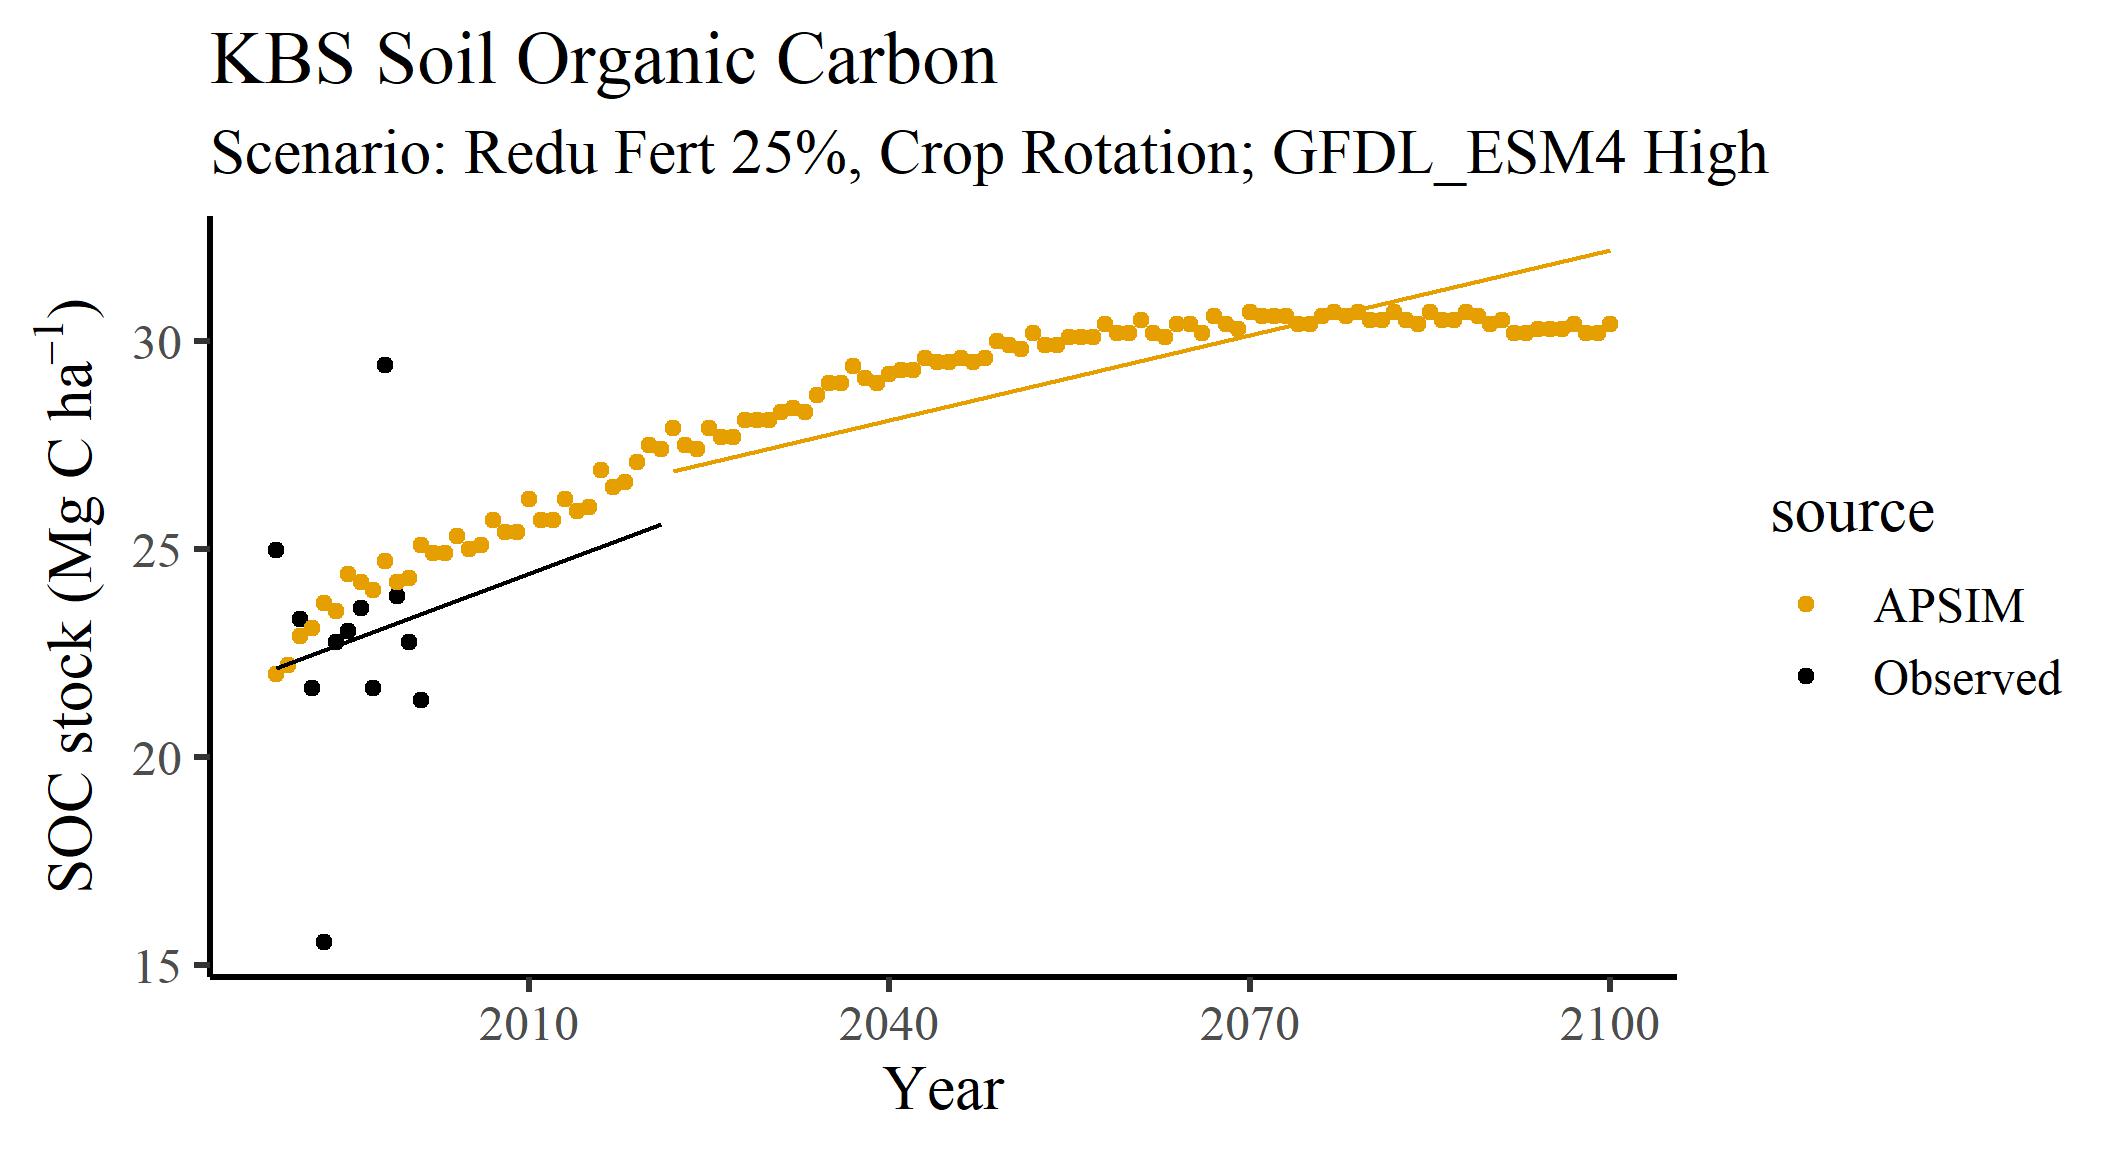 KBS Soil Organic Carbon
Scenario: Redu Fert 25%, Crop Rotation; GFDL_ESM4 High
SOC stock (Mg C ha⁻¹)
30
25
20
15
2010 2040 2070 2100
Year
source
APSIM
Observed